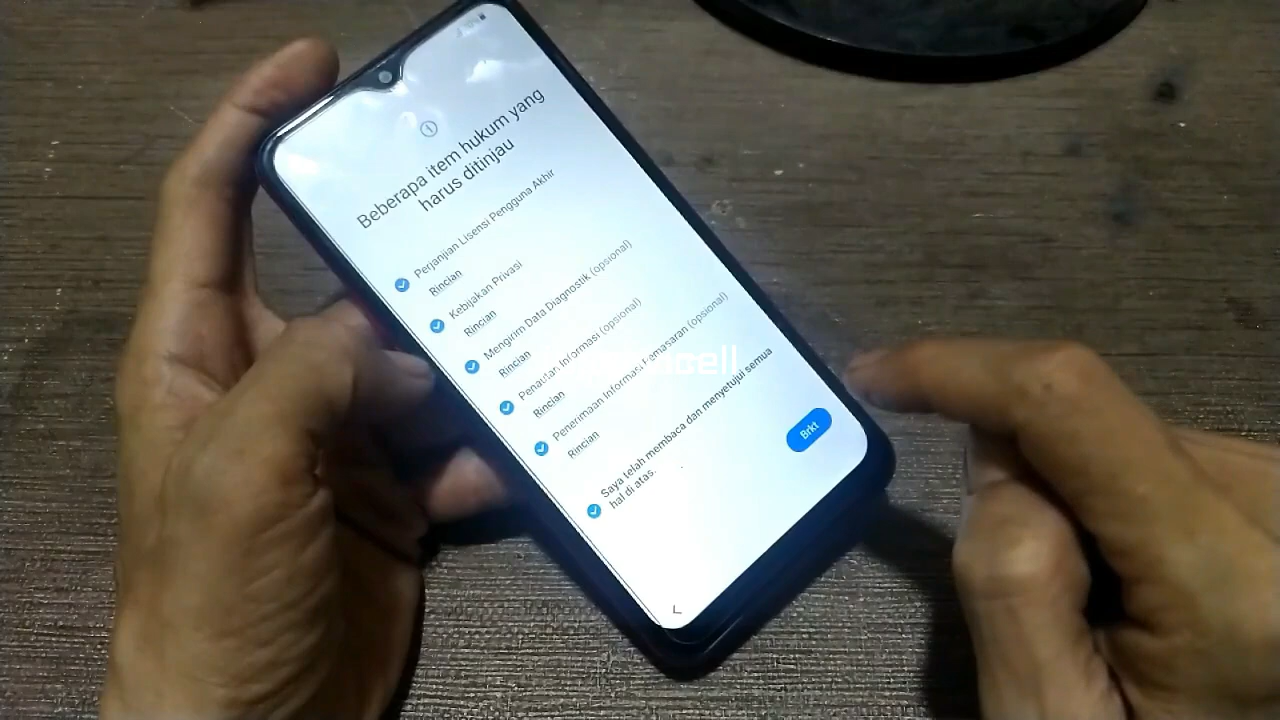 Beberapa item hukum yang
harus ditinjau
Perjanjian Lisensi Pengguna Akhir
Rincian
Kebijakan Privasi
Rincian
Mengirim Data Diagnostik (opsional)
Rincian
Penautan Informasi (opsional)
Rincian
Penerimaan Informasi Pemasaran (opsional)
Rincian
Saya telah membaca dan menyetujui semua
hal di atas.
Brkt